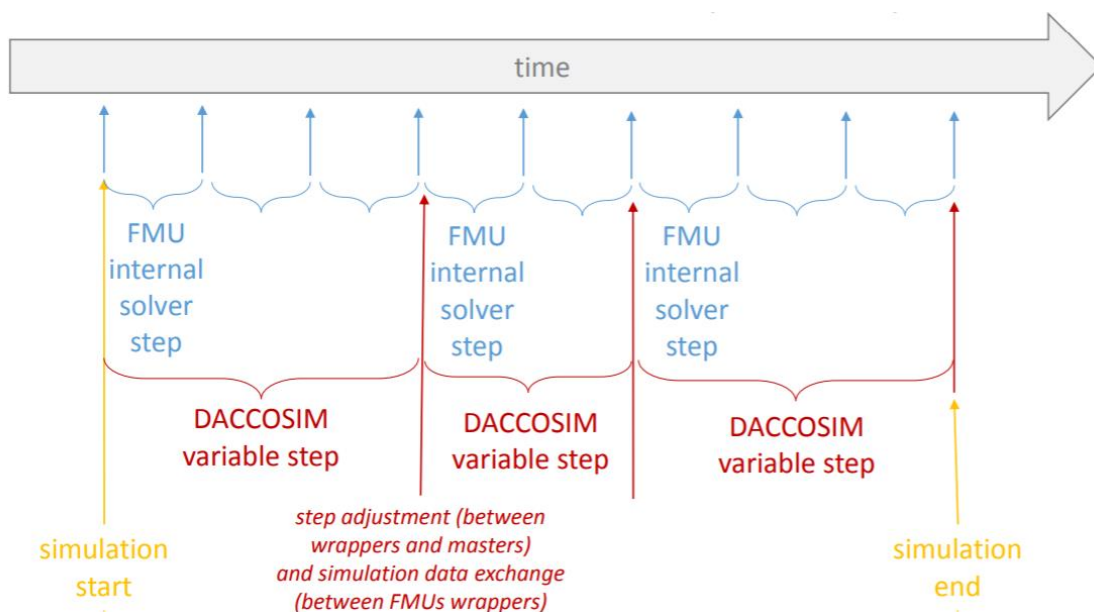 time
FMU
internal
solver
step
FMU
internal
solver
step
FMU
internal
solver
step
DACCOSIM
variable step
DACCOSIM
variable step
DACCOSIM
variable step
step adjustment (between
wrappers and masters)
and simulation data exchange
(between FMUs wrappers)
simulation
start
simulation
end